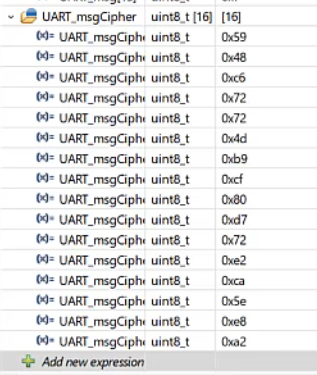 UART_msgCipher uint8_t [16] [16]
UART_msgCiphe uint8_t 0x59
UART_msgCiphe uint8_t 0x48
UART_msgCiphe uint8_t 0xc6
UART_msgCiphe uint8_t 0x72
UART_msgCiphe uint8_t 0x72
UART_msgCiphe uint8_t 0x4d
UART_msgCiphe uint8_t 0xb9
UART_msgCiphe uint8_t 0xcf
UART_msgCiphe uint8_t 0x80
UART_msgCiphe uint8_t 0xd7
UART_msgCiphe uint8_t 0x72
UART_msgCiphe uint8_t 0xe2
UART_msgCiphe uint8_t 0xca
UART_msgCiphe uint8_t 0x5e
UART_msgCiphe uint8_t 0xe8
UART_msgCiphe uint8_t 0xa2
Add new expression